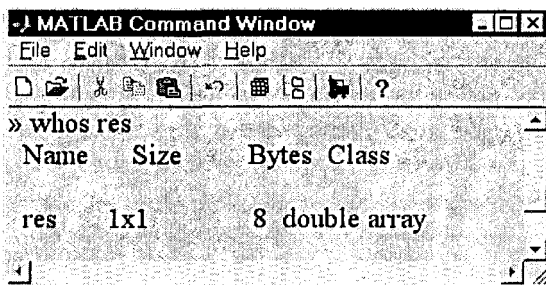 MATLAB Command Window
File Edit Window Help
?
» whos res
Name Size Bytes Class
res 1x1 8 double array